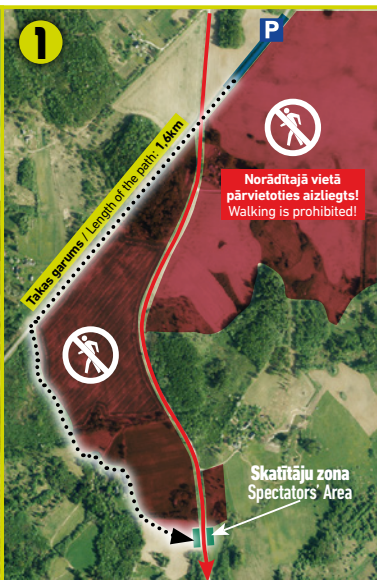 1
P
Takas garums / Length of the path: 1,6km
Norādītajā vietā
pārvietoties aizliegts!
Walking is prohibited!
Skatītāju zona
Spectators' Area